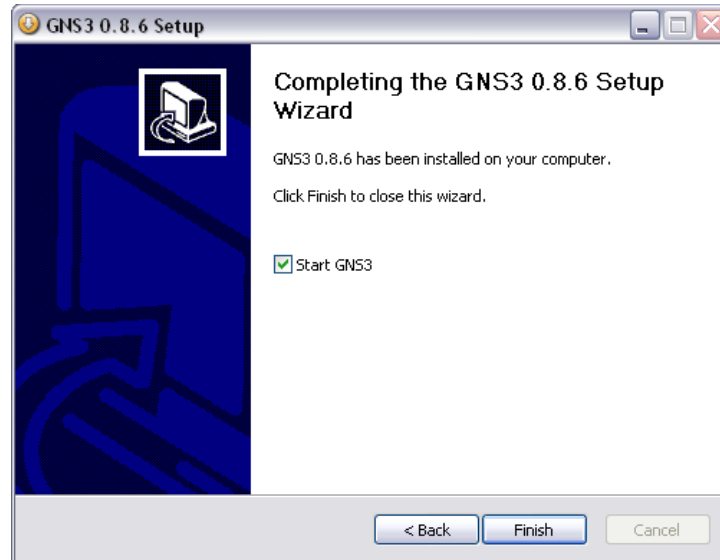 GNS3 0.8.6 Setup
Completing the GNS3 0.8.6 Setup
Wizard
GNS3 0.8.6 has been installed on your computer.
Click Finish to close this wizard.
Start GNS3
< Back
Finish
Cancel